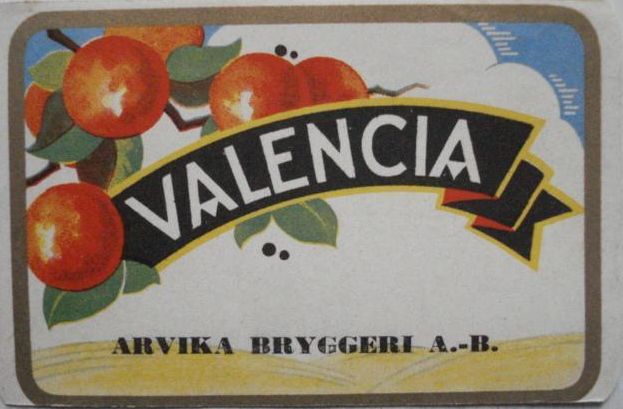 VALENCIA
ARVIKA BRYGGERI A.-B.